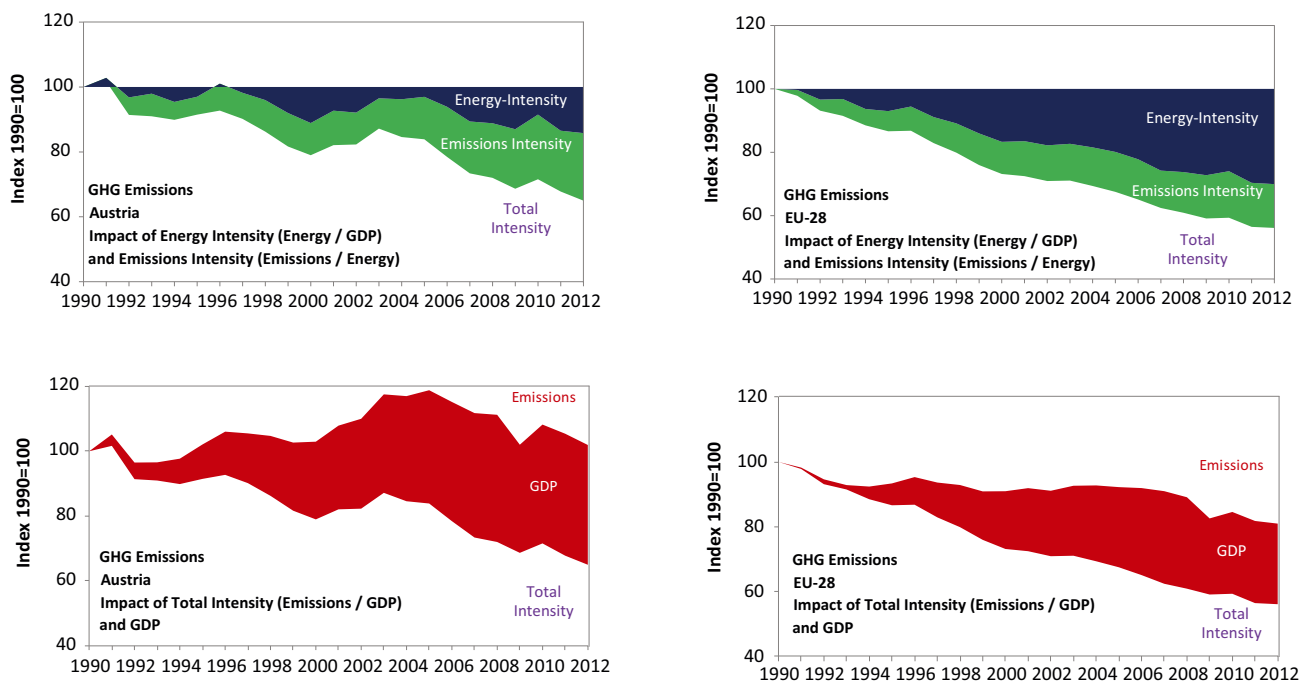 120
100
80
60
40
Index 1990=100
Energy-Intensity
Emissions Intensity
Total
Intensity
GHG Emissions
Austria
Impact of Energy Intensity (Energy / GDP)
and Emissions Intensity (Emissions / Energy)
1990 1992 1994 1996 1998 2000 2002 2004 2006 2008 2010 2012
120
100
80
60
40
Index 1990=100
Energy-Intensity
Emissions Intensity
Total
Intensity
GHG Emissions
EU-28
Impact of Energy Intensity (Energy / GDP)
and Emissions Intensity (Emissions / Energy)
1990 1992 1994 1996 1998 2000 2002 2004 2006 2008 2010 2012
120
100
80
60
40
Index 1990=100
Emissions
GDP
Total
Intensity
GHG Emissions
Austria
Impact of Total Intensity (Emissions / GDP)
and GDP
1990 1992 1994 1996 1998 2000 2002 2004 2006 2008 2010 2012
120
100
80
60
40
Index 1990=100
Emissions
GDP
Total
Intensity
GHG Emissions
EU-28
Impact of Total Intensity (Emissions / GDP)
and GDP
1990 1992 1994 1996 1998 2000 2002 2004 2006 2008 2010 2012